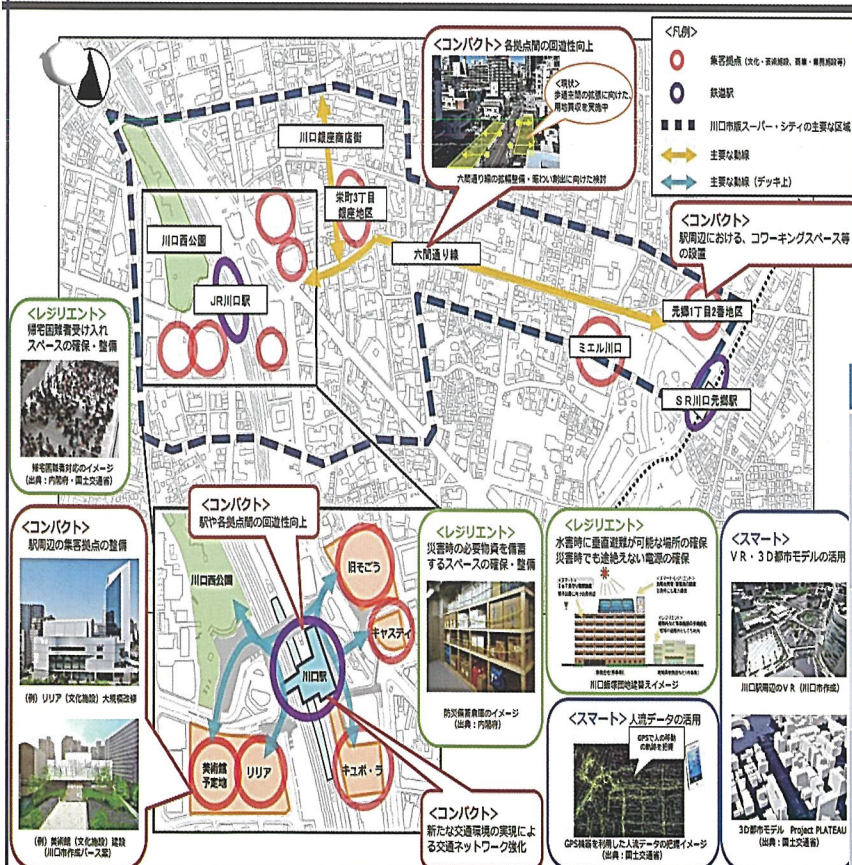 <凡例>
集客拠点(文化・芸術施設、商業・業務施設等)
鉄道駅
川口市版スーパー・シティの主要な区域
主要な動線
主要な動線(デッキ上)
<コンパクト>各拠点間の回遊性向上
<現状>
歩道空間の拡張に向けた、
用地買収を実施中
六間通り線の拡幅整備・賑わい創出に向けた検討
川口銀座商店街
栄町3丁目
銀座地区
川口西公園
六間通り線
JR川口駅
<コンパクト>
駅周辺における、コワーキングスペース等
の設置
元郷1丁目2番地区
ミエル川口
SR川口元郷駅
<レジリエント>
帰宅困難者受け入れ
スペースの確保・整備
帰宅困難者対応のイメージ
(出典:内閣府・国土交通省)
<コンパクト>
駅周辺の集客拠点の整備
(例)リリア(文化施設)大規模改修
(例)美術館(文化施設)建設
(川口市作成パース案)
<コンパクト>
駅や各拠点間の回遊性向上
川口西公園
旧そごう
キャスティ
川口駅
美術館
予定地
リリア
キュポ・ラ
<コンパクト>
新たな交通環境の実現によ
る交通ネットワーク強化
<レジリエント>
災害時の必要物資を備蓄
するスペースの確保・整備
防災備蓄倉庫のイメージ
(出典:内閣府)
<レジリエント>
水害時に垂直避難が可能な場所の確保
災害時でも途絶えない電源の確保
川口飯塚団地建替えイメージ
<スマート>人流データの活用
GPSで人の移動
の軌跡を把握
GPS機器を利用した人流データの把握イメージ
(出典:国土交通省)
<スマート>
VR・3D都市モデルの活用
川口駅周辺のVR(川口市作成)
3D都市モデル Project PLATEAU
(出典:国土交通省)